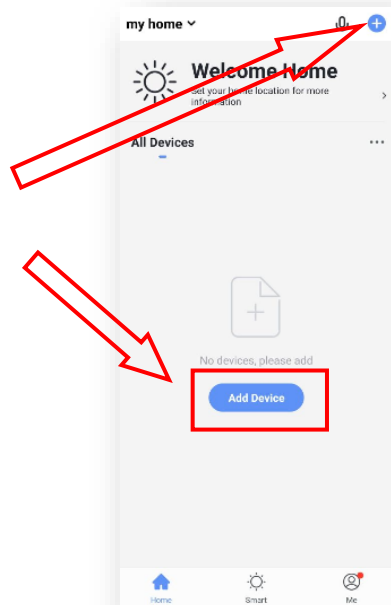 my home
Welcome Home
Set your home location for more
information
All Devices
No devices, please add
Add Device
Home
Smart
Me